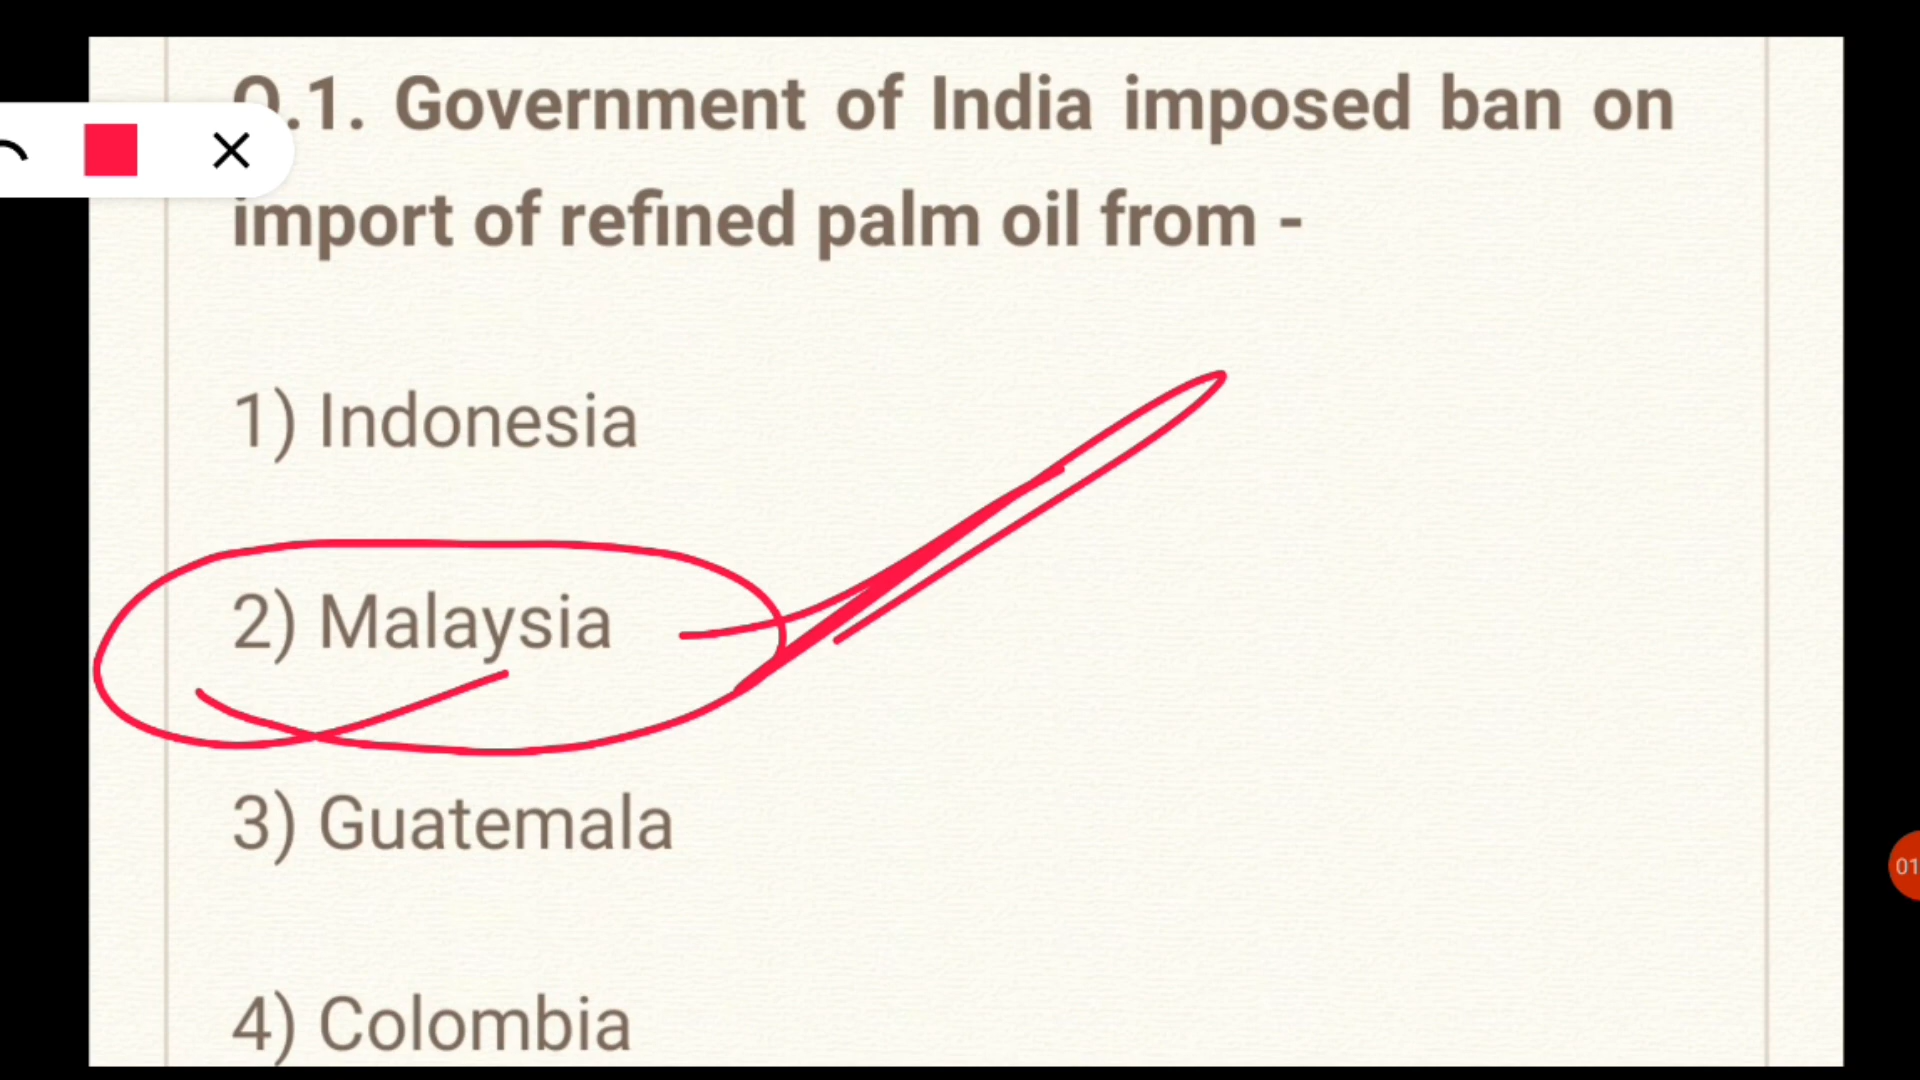 Q.1. Government of India imposed ban on
import of refined palm oil from -
1) Indonesia
2) Malaysia
3) Guatemala
4) Colombia
01